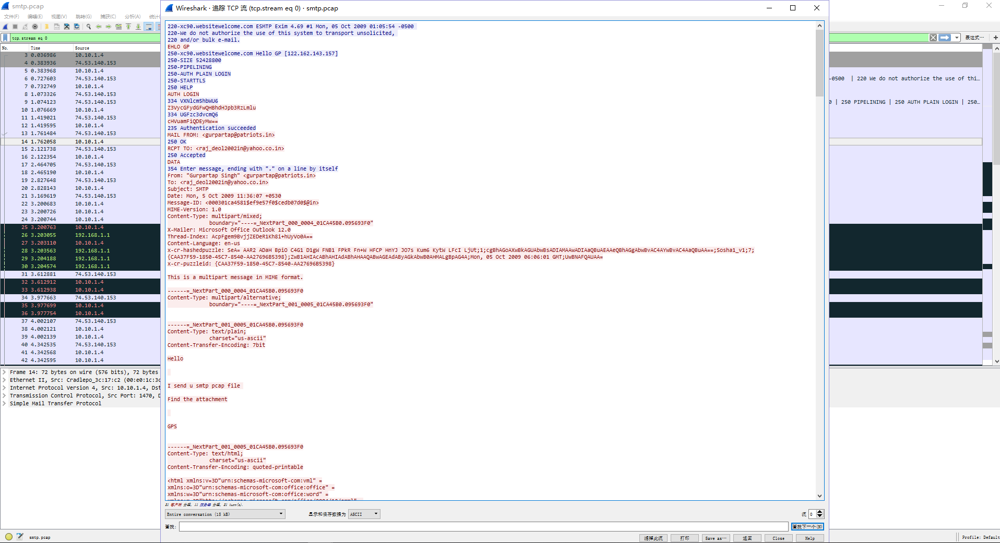 smtp.pcap
文件(F) 编辑(E) 视图(V) 跳转(G) 捕获(C) 分析(A)
tcp.stream eq 0
表达式…
No. Time Source
3 0.036986 10.10.1.4
4 0.383936 74.53.140.153
5 0.383968 10.10.1.4
6 0.727603 74.53.140.153
7 0.732749 10.10.1.4
8 1.073326 74.53.140.153
9 1.074123 74.53.140.153
10 1.076669 10.10.1.4
11 1.419021 74.53.140.153
12 1.419595 10.10.1.4
13 1.761484 74.53.140.153
14 1.762058 10.10.1.4
15 2.121738 74.53.140.153
16 2.122354 10.10.1.4
17 2.464705 74.53.140.153
18 2.465190 10.10.1.4
19 2.827648 74.53.140.153
20 2.828143 10.10.1.4
21 3.169619 74.53.140.153
22 3.200683 10.10.1.4
23 3.200726 10.10.1.4
24 3.200744 10.10.1.4
25 3.200763 10.10.1.4
26 3.203055 192.168.1.1
27 3.203110 10.10.1.4
28 3.203563 192.168.1.1
29 3.204188 192.168.1.1
30 3.204574 192.168.1.1
31 3.612881 74.53.140.153
32 3.612912 10.10.1.4
33 3.612938 10.10.1.4
34 3.977663 74.53.140.153
35 3.977699 10.10.1.4
36 3.977754 10.10.1.4
37 4.002107 74.53.140.153
38 4.002121 10.10.1.4
39 4.002139 10.10.1.4
40 4.342535 74.53.140.153
41 4.342568 10.10.1.4
42 4.342595 10.10.1.4
Frame 14: 72 bytes on wire (576 bits), 72 bytes
Ethernet II, Src: Cradlepo_3c:17:c2 (00:e0:1c:3c
Internet Protocol Version 4, Src: 10.10.1.4, Dst
Transmission Control Protocol, Src Port: 1470, D
Simple Mail Transfer Protocol
smtp.pcap
Wireshark · 追踪 TCP 流 (tcp.stream eq 0) · smtp.pcap
220-xc90.websitewelcome.com ESMTP Exim 4.69 #1 Mon, 05 Oct 2009 01:05:54 -0500
220-We do not authorize the use of this system to transport unsolicited,
220 and/or bulk e-mail.
EHLO GP
250-xc90.websitewelcome.com Hello GP [122.162.143.157]
250-SIZE 52428800
250-PIPELINING
250-AUTH PLAIN LOGIN
250-STARTTLS
250 HELP
AUTH LOGIN
334 VXNlcm5hbWU6
Z3VycGFydGFwQHBhdHJpb3RzLmlu
334 UGFzc3dvcmQ6
cHVuamFiQDEyMw==
235 Authentication succeeded
MAIL FROM: <gurpartap@patriots.in>
250 OK
RCPT TO: <raj_deol2002in@yahoo.co.in>
250 Accepted
DATA
354 Enter message, ending with "." on a line by itself
From: "Gurpartap Singh" <gurpartap@patriots.in>
To: <raj_deol2002in@yahoo.co.in>
Subject: SMTP
Date: Mon, 5 Oct 2009 11:36:07 +0530
Message-ID: <000301ca4581$ef9e57f0$cedb07d0$@in>
MIME-Version: 1.0
Content-Type: multipart/mixed;
boundary="----=_NextPart_000_0004_01CA45B0.095693F0"
X-Mailer: Microsoft Office Outlook 12.0
Thread-Index: AcpFgem9BvjjZEDeR1Kh8i+hUyVo0A==
Content-Language: en-us
x-cr-hashedpuzzle: SeA= AAR2 ADaH BpiO C4G1 D1gW FNB1 FPkR Fn+W HFCP HnYJ JO7s Kum6 KytW LFcI LjUt;1;cgBhAGoAXwBkAGUAbwBsADIAMAAwADIAaQBuAEAAeQBhAGgAbwBvAC4AYwBvAC4AaQBuAA==;Sosha1_v1;7;
{CAA37F59-1850-45C7-8540-AA27696B5398};ZwB1AHIAcABhAHIAdABhAHAAQABwAGEAdAByAGkAbwB0AHMALgBpAG4A;Mon, 05 Oct 2009 06:06:01 GMT;UwBNAFQAUAA=
x-cr-puzzleid: {CAA37F59-1850-45C7-8540-AA27696B5398}
This is a multipart message in MIME format.
------=_NextPart_000_0004_01CA45B0.095693F0
Content-Type: multipart/alternative;
boundary="----=_NextPart_001_0005_01CA45B0.095693F0"
------=_NextPart_001_0005_01CA45B0.095693F0
Content-Type: text/plain;
charset="us-ascii"
Content-Transfer-Encoding: 7bit
Hello
I send u smtp pcap file
Find the attachment
GPS
------=_NextPart_001_0005_01CA45B0.095693F0
Content-Type: text/html;
charset="us-ascii"
Content-Transfer-Encoding: quoted-printable
<html xmlns:v=3D"urn:schemas-microsoft-com:vml" =
xmlns:o=3D"urn:schemas-microsoft-com:office:office" =
xmlns:w=3D"urn:schemas-microsoft-com:office:word" =
21 客户端 分组, 11 服务器 分组, 21 turn(s).
Entire conversation (15 kB) 显示和保存数据为 ASCII 流 0
查找: 查找下一个(N)
滤掉此流 打印 Save as… 返回 Close Help
-0500 | 220 We do not authorize the use of thi…
0 | 250 PIPELINING | 250 AUTH PLAIN LOGIN | 250…
Profile: Default